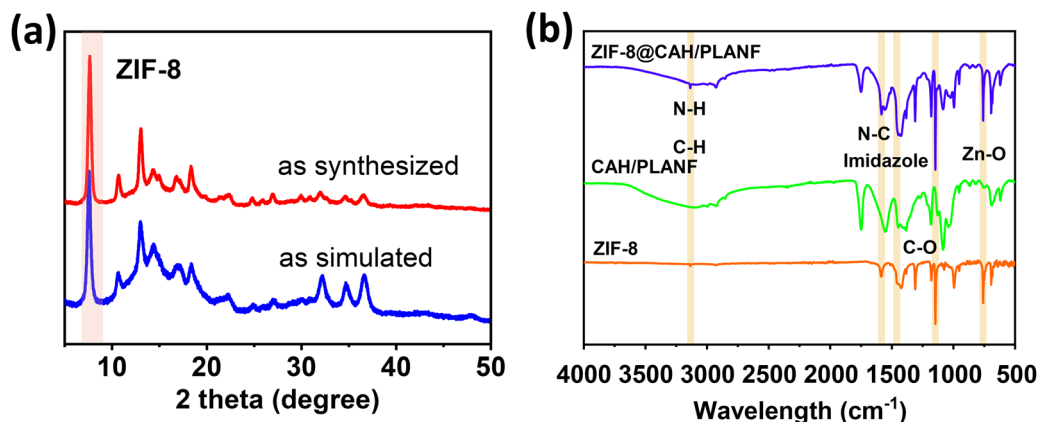 (a)
ZIF-8
as synthesized
as simulated
10 20 30 40 50
2 theta (degree)
(b)
ZIF-8@CAH/PLANF
N-H
C-H
N-C
Imidazole
Zn-O
CAH/PLANF
C-O
ZIF-8
4000 3500 3000 2500 2000 1500 1000 500
Wavelength (cm⁻¹)